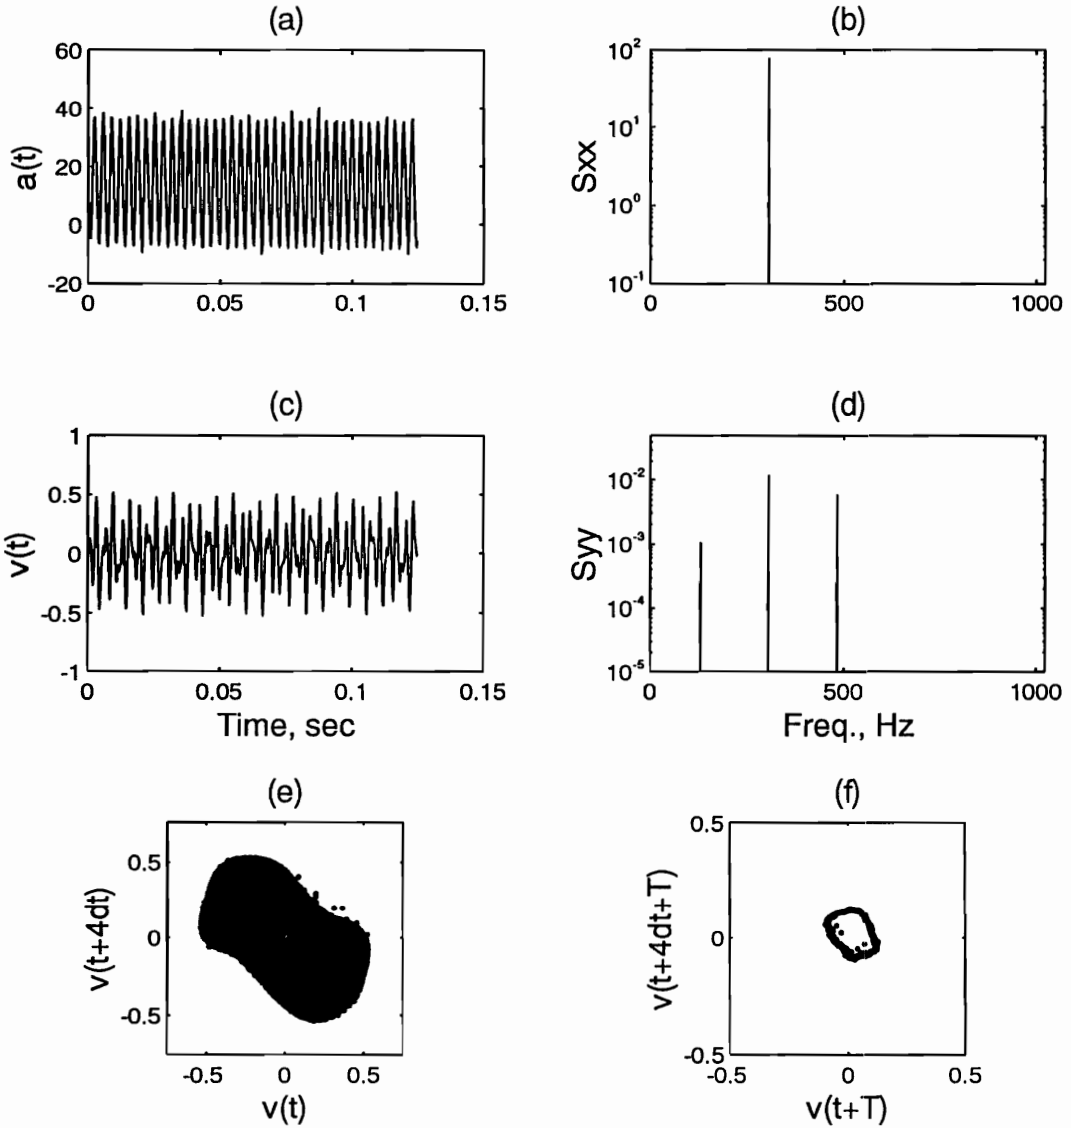 (a)
60
40
20
0
-20
a(t)
0 0.05 0.1 0.15
(b)
10^2
10^1
10^0
10^-1
Sxx
0 500 1000
(c)
1
0.5
0
-0.5
-1
v(t)
0 0.05 0.1 0.15
Time, sec
(d)
10^-2
10^-3
10^-4
10^-5
Syy
0 500 1000
Freq., Hz
(e)
0.5
0
-0.5
v(t+4dt)
-0.5 0 0.5
v(t)
(f)
0.5
0
-0.5
v(t+4dt+T)
-0.5 0 0.5
v(t+T)